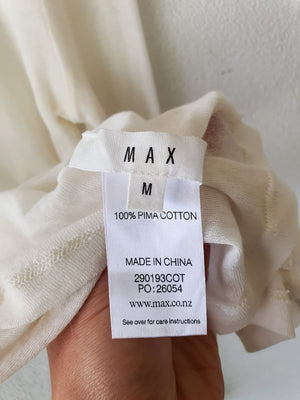 MAX
M
100% PIMA COTTON
MADE IN CHINA
290193COT
PO: 26054
www.max.co.nz
See over for care instructions